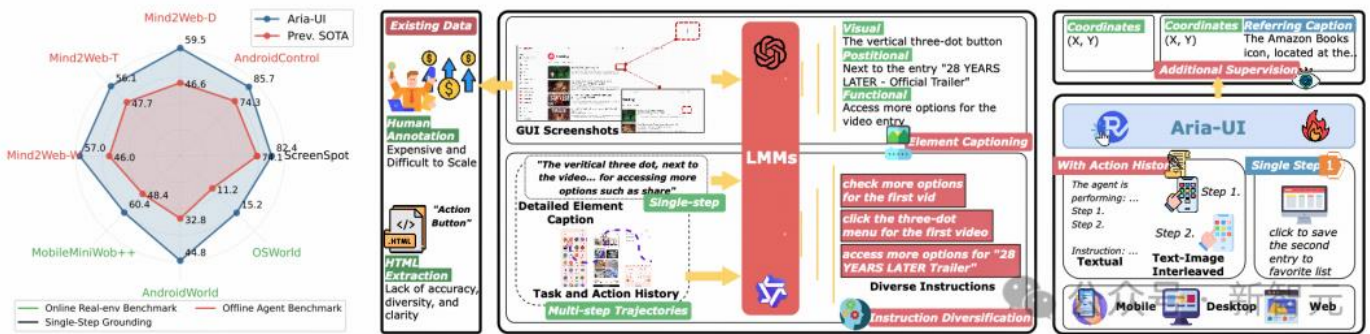 Mind2Web-D
59.5
Aria-UI
Prev. SOTA
Mind2Web-T
AndroidControl
56.1
85.7
46.6
47.7
74.3
Mind2Web-W
57.0
46.0
82.4
ScreenSpot
48.4
11.2
60.4
15.2
32.8
MobileMiniWob++
OSWorld
44.8
AndroidWorld
Online Real-env Benchmark
Offline Agent Benchmark
Single-Step Grounding
Existing Data
Human
Annotation
Expensive and
Difficult to Scale
"Action
Button"
</>
.HTML
HTML
Extraction
Lack of accuracy,
diversity, and
clarity
GUI Screenshots
LMMs
Visual
The vertical three-dot button
Postitional
Next to the entry "28 YEARS
LATER - Official Trailer"
Functional
Access more options for the
video entry
Element Captioning
"The veritical three dot, next to
the video... for accessing more
options such as share"
Single-step
Detailed Element
Caption
Task and Action History
Multi-step Trajectories
check more options
for the first vid
click the three-dot
menu for the first video
access more options for "28
YEARS LATER Trailer"
Diverse Instructions
Instruction Diversification
Coordinates
(X, Y)
Coordinates
(X, Y)
Referring Caption
The Amazon Books
icon, located at the..
Additional Supervision
Aria-UI
With Action History
The agent is
performing: ...
Step 1.
Step 2.
Instruction: ...
Textual
Step 1.
Step 2.
Text-Image
Interleaved
Single Step
1
click to save
the second
entry to
favorite list
Mobile
Desktop
Web
公众号 · 新智元